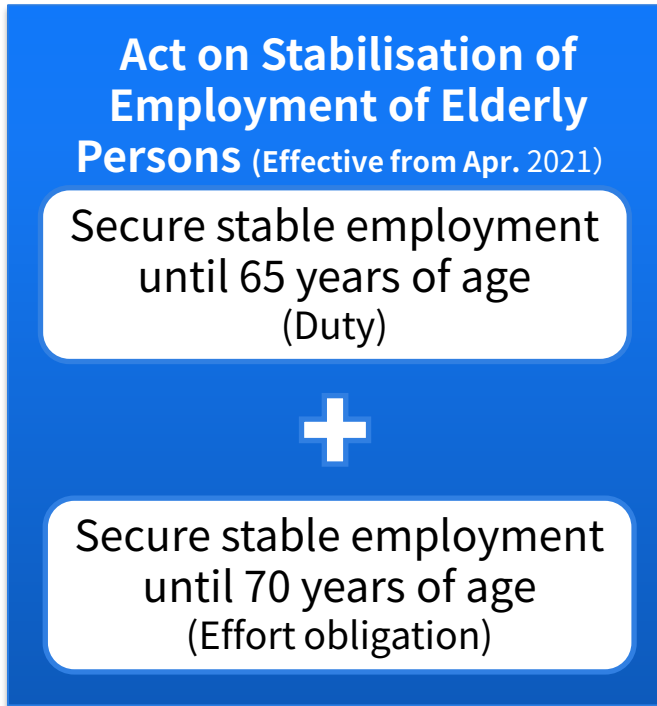 Act on Stabilisation of
Employment of Elderly
Persons (Effective from Apr. 2021）
Secure stable employment
until 65 years of age
(Duty)
Secure stable employment
until 70 years of age
(Effort obligation)